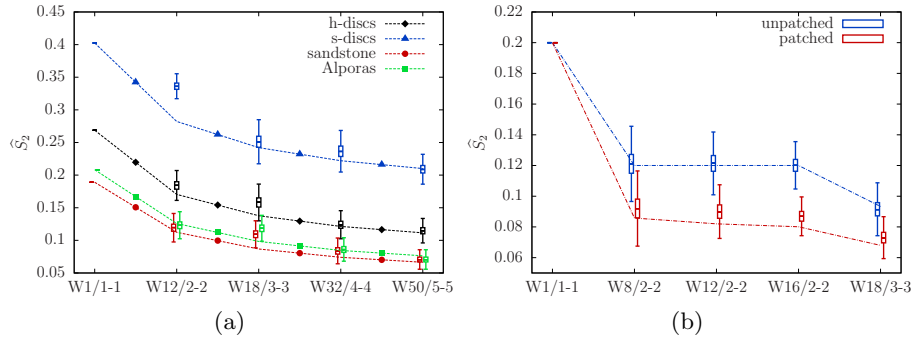 0.45
0.4
0.35
0.3
0.25
0.2
0.15
0.1
0.05
Ŝ2
h-discs
s-discs
sandstone
Alporas
W1/1-1 W12/2-2 W18/3-3 W32/4-4 W50/5-5
(a)
0.22
0.2
0.18
0.16
0.14
0.12
0.1
0.08
0.06
Ŝ2
unpatched
patched
W1/1-1 W8/2-2 W12/2-2 W16/2-2 W18/3-3
(b)